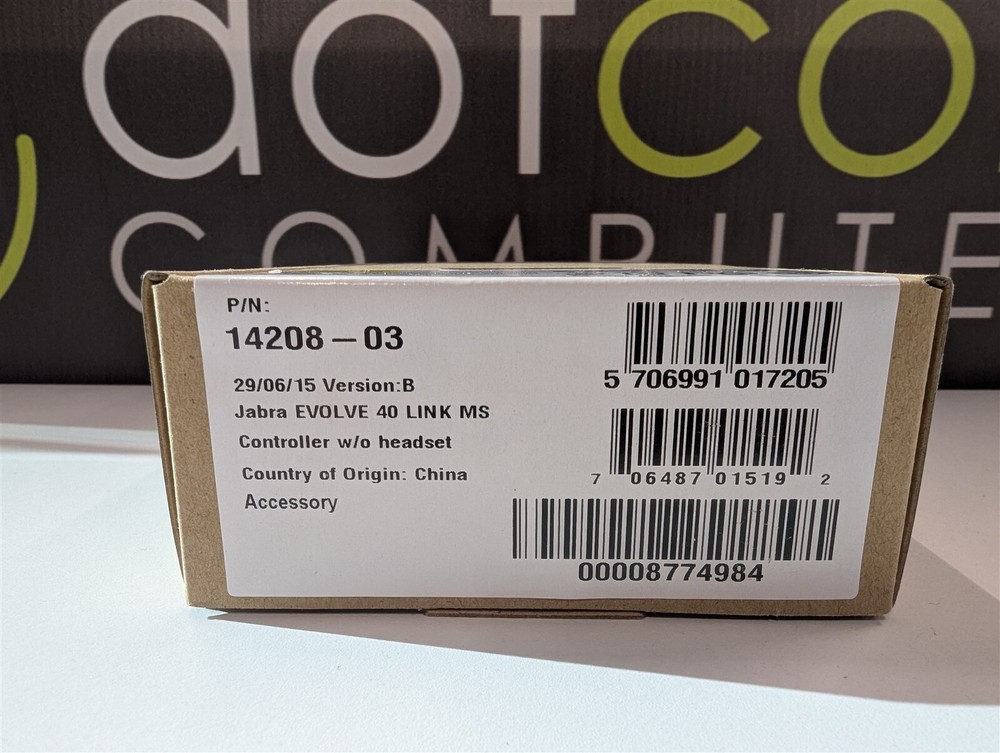 dotco
COMPUTE
P/N:
14208-03
29/06/15 Version:B
Jabra EVOLVE 40 LINK MS
Controller w/o headset
Country of Origin: China
Accessory
5 706991 017205
7 06487 01519 2
00008774984